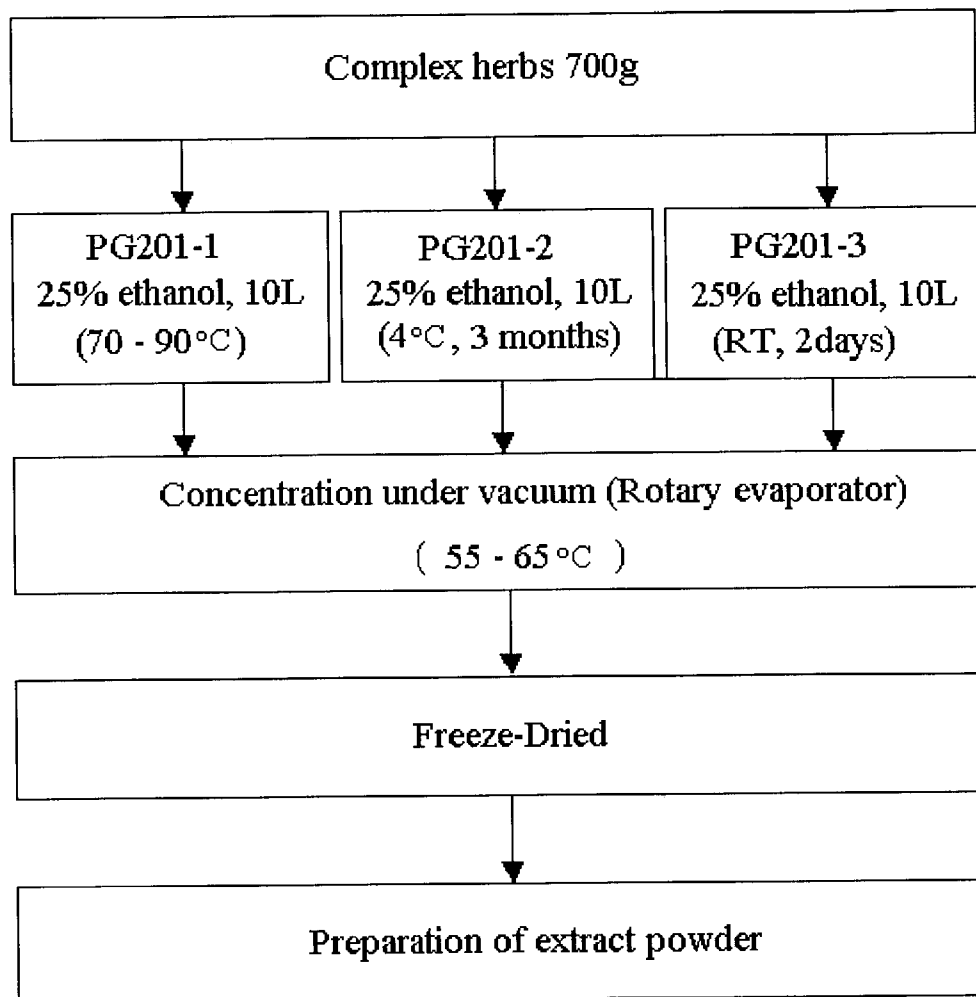 Complex herbs 700g
PG201-1
25% ethanol, 10L
(70 - 90°C)
PG201-2
25% ethanol, 10L
(4°C, 3 months)
PG201-3
25% ethanol, 10L
(RT, 2days)
Concentration under vacuum (Rotary evaporator)
( 55 - 65°C )
Freeze-Dried
Preparation of extract powder